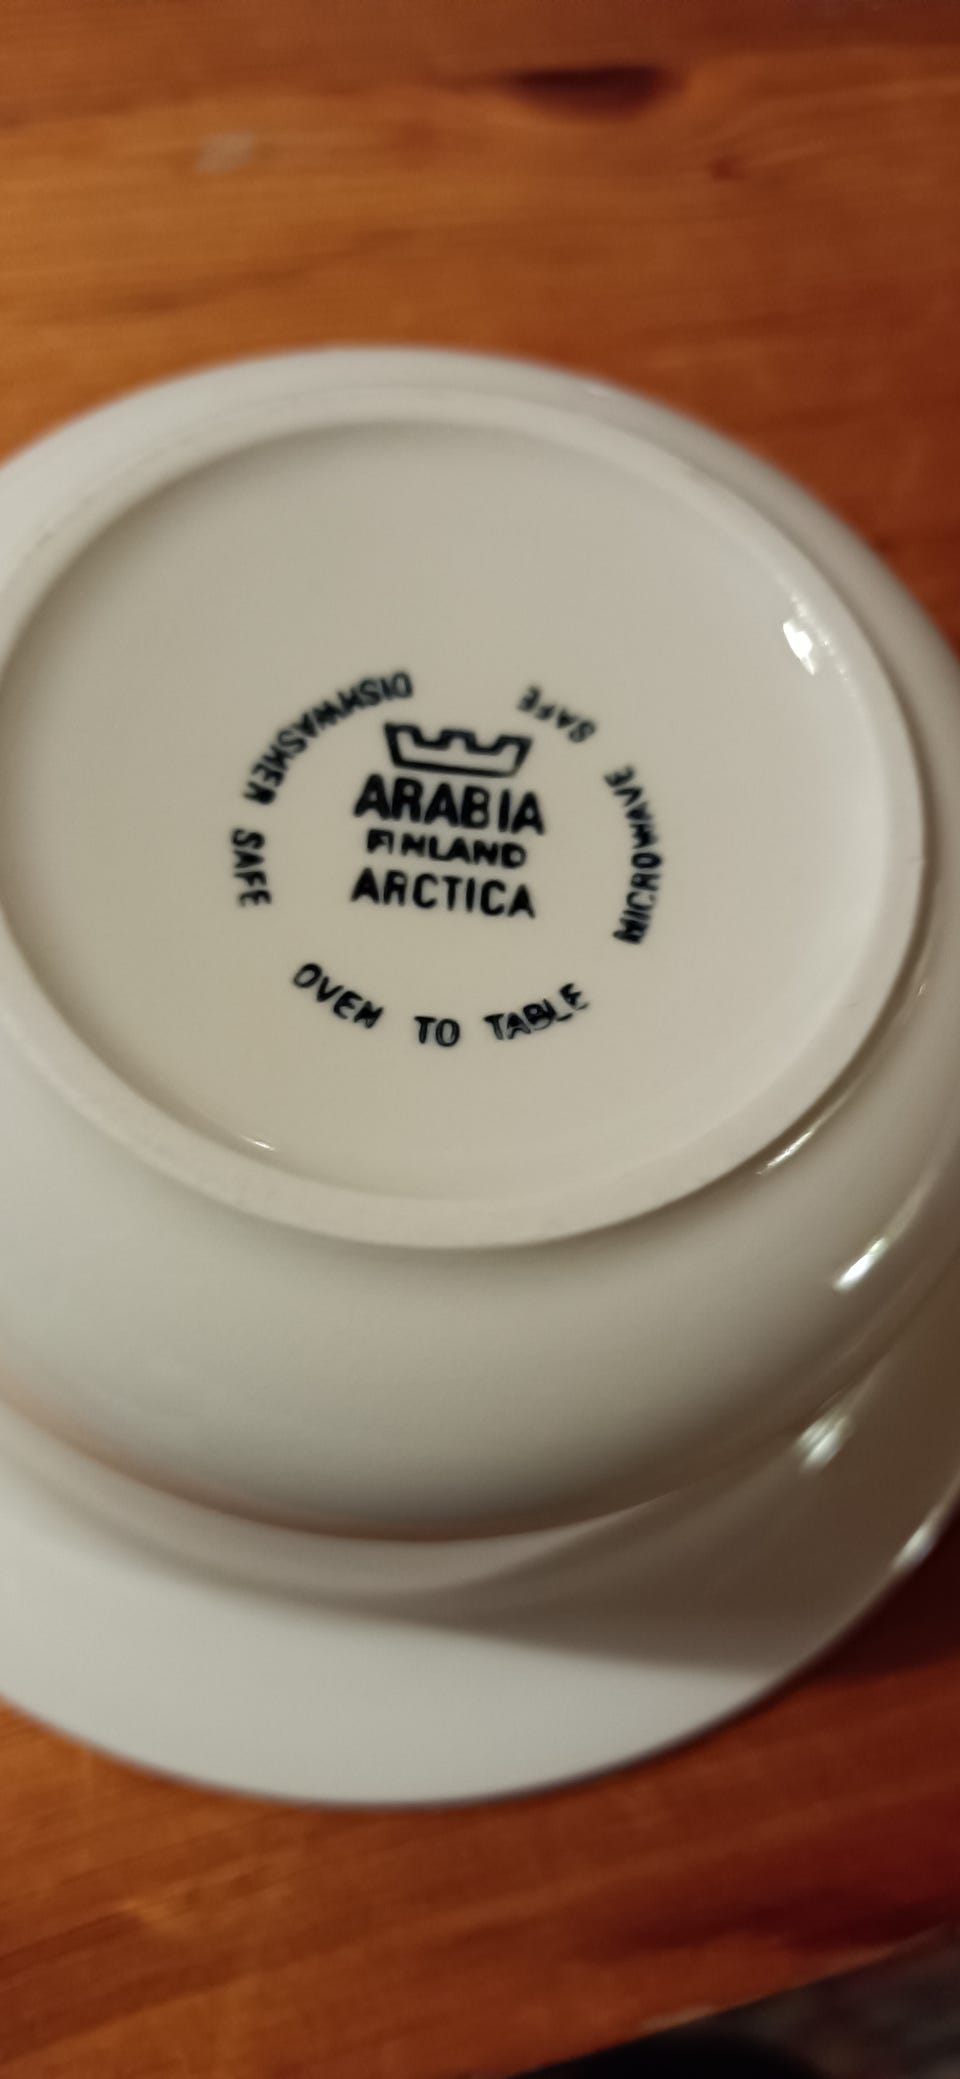 ARABIA
FINLAND
ARCTICA
DISHWASHER SAFE
OVEN TO TABLE
MICROWAVE SAFE